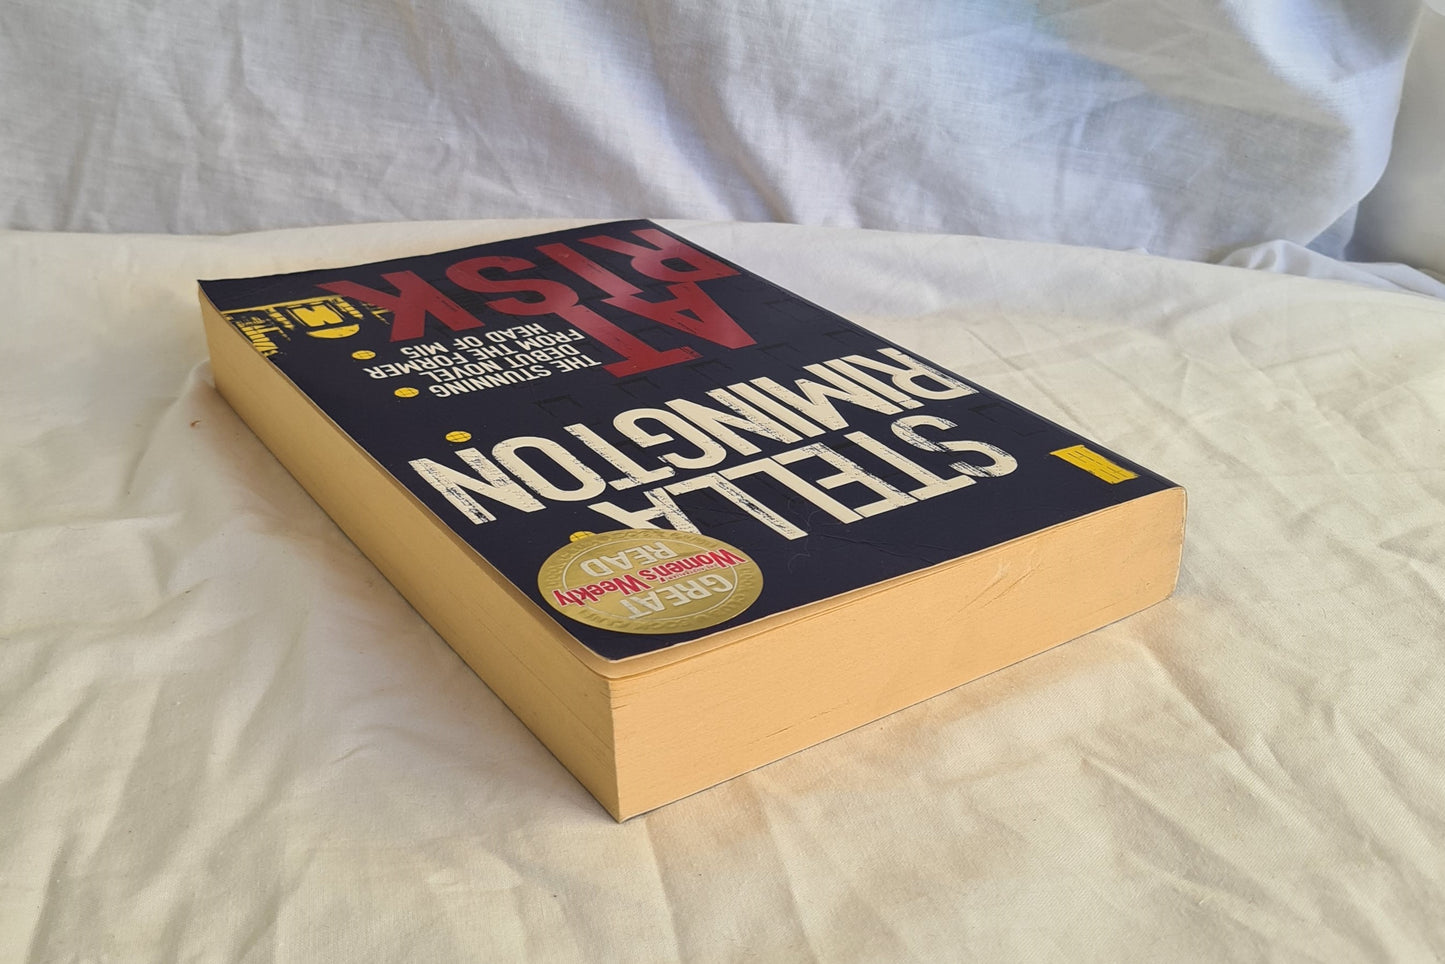 GREAT
Women's Weekly
READ
STELLA
RIMINGTON
AT
RISK
THE STUNNING
DEBUT NOVEL
FROM THE FORMER
HEAD OF MI5